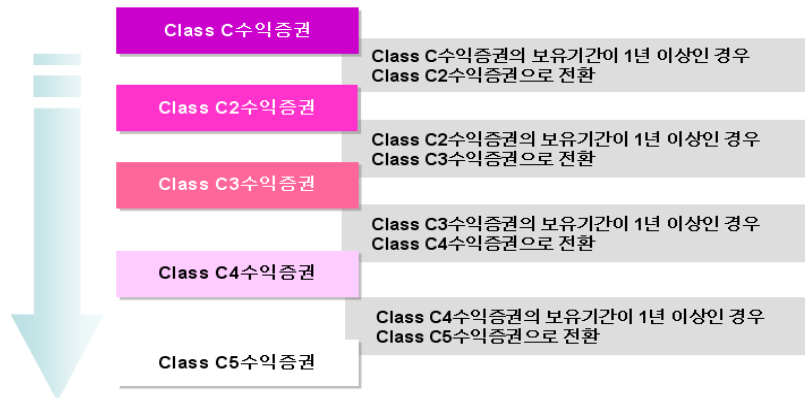 Class C수익증권
Class C수익증권의 보유기간이 1년 이상인 경우
Class C2수익증권으로 전환
Class C2수익증권
Class C2수익증권의 보유기간이 1년 이상인 경우
Class C3수익증권으로 전환
Class C3수익증권
Class C3수익증권의 보유기간이 1년 이상인 경우
Class C4수익증권으로 전환
Class C4수익증권
Class C4수익증권의 보유기간이 1년 이상인 경우
Class C5수익증권으로 전환
Class C5수익증권